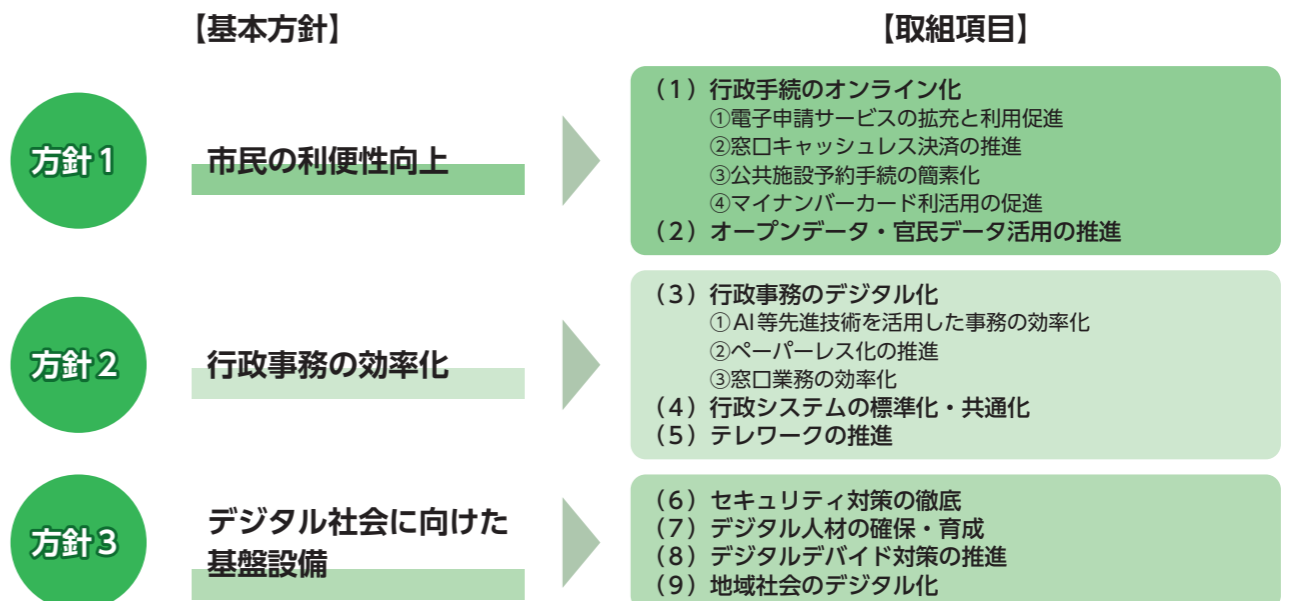 【基本方針】
【取組項目】
方針1
市民の利便性向上
（1）行政手続のオンライン化
①電子申請サービスの拡充と利用促進
②窓口キャッシュレス決済の推進
③公共施設予約手続の簡素化
④マイナンバーカード利活用の促進
（2）オープンデータ・官民データ活用の推進
方針2
行政事務の効率化
（3）行政事務のデジタル化
①AI等先進技術を活用した事務の効率化
②ペーパーレス化の推進
③窓口業務の効率化
（4）行政システムの標準化・共通化
（5）テレワークの推進
方針3
デジタル社会に向けた
基盤設備
（6）セキュリティ対策の徹底
（7）デジタル人材の確保・育成
（8）デジタルデバイド対策の推進
（9）地域社会のデジタル化